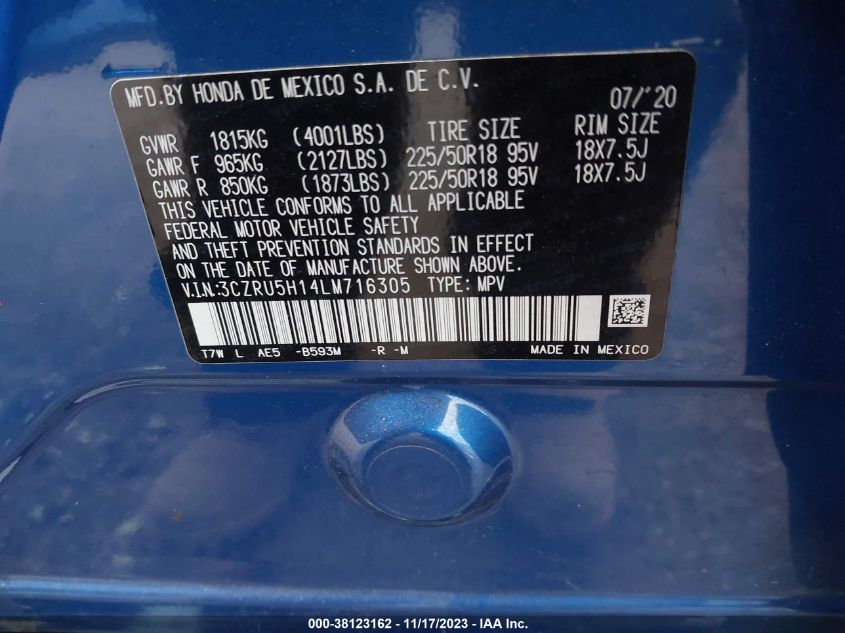 MFD.BY HONDA DE MEXICO S.A. DE C.V. 07/'20
GVWR 1815KG (4001LBS) TIRE SIZE RIM SIZE
GAWR F 965KG (2127LBS) 225/50R18 95V 18X7.5J
GAWR R 850KG (1873LBS) 225/50R18 95V 18X7.5J
THIS VEHICLE CONFORMS TO ALL APPLICABLE
FEDERAL MOTOR VEHICLE SAFETY
AND THEFT PREVENTION STANDARDS IN EFFECT
ON THE DATE OF MANUFACTURE SHOWN ABOVE.
V.I.N:3CZRU5H14LM716305 TYPE: MPV
T7W L AE5 -B593M -R -M MADE IN MEXICO
000-38123162 - 11/17/2023 - IAA Inc.